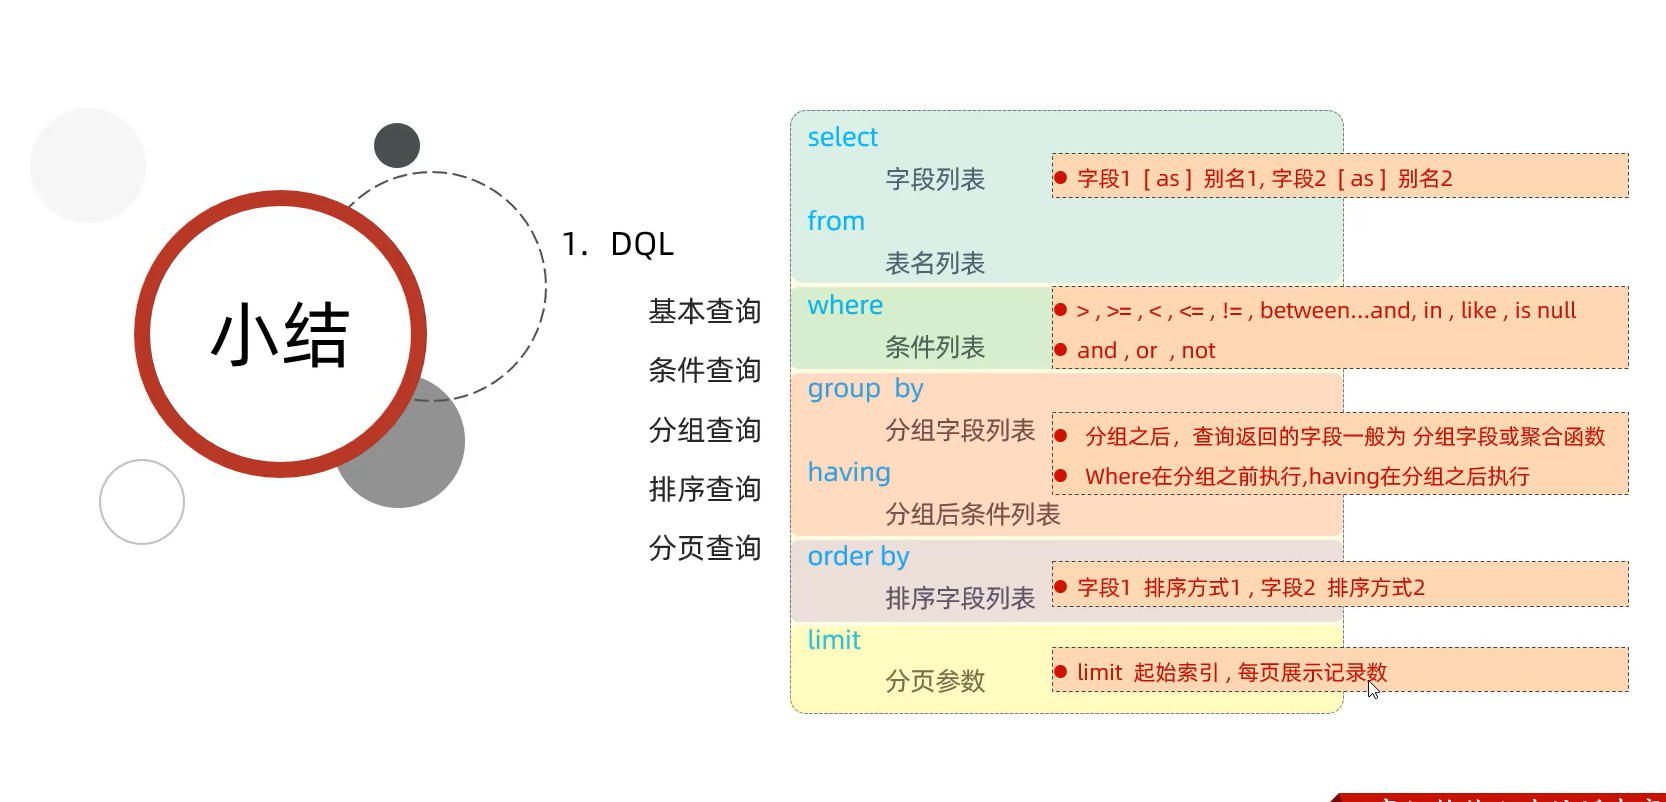 小结
1. DQL
基本查询
条件查询
分组查询
排序查询
分页查询
select
字段列表
字段1 [ as ] 别名1, 字段2 [ as ] 别名2
from
表名列表
where
> , >= , < , <= , != , between...and, in , like , is null
条件列表
and , or , not
group by
分组字段列表
分组之后，查询返回的字段一般为 分组字段或聚合函数
having
Where在分组之前执行,having在分组之后执行
分组后条件列表
order by
排序字段列表
字段1 排序方式1 , 字段2 排序方式2
limit
分页参数
limit 起始索引 , 每页展示记录数